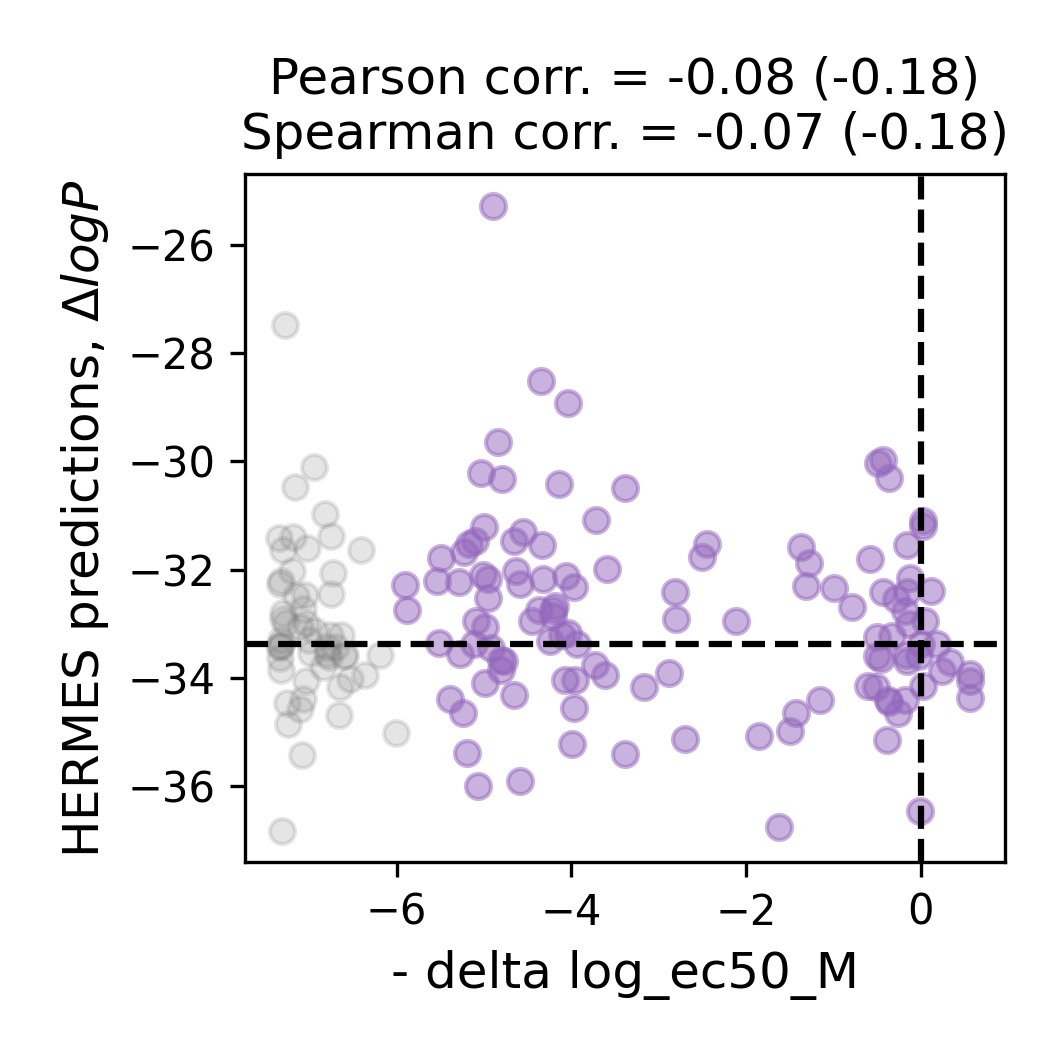 Pearson corr. = -0.08 (-0.18)
Spearman corr. = -0.07 (-0.18)
HERMES predictions, ΔlogP
−26
−28
−30
−32
−34
−36
−6
−4
−2
0
- delta log_ec50_M